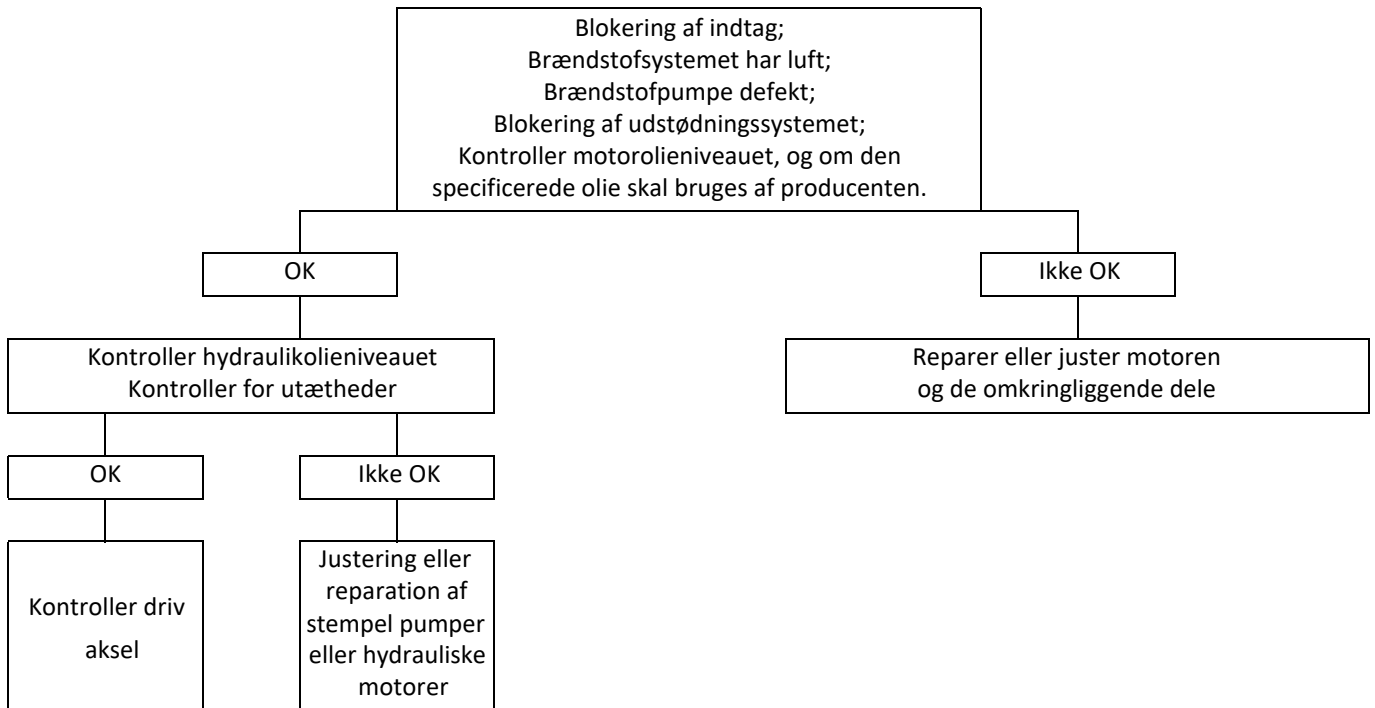 Blokering af indtag;
Brændstofsystemet har luft;
Brændstofpumpe defekt;
Blokering af udstødningssystemet;
Kontroller motorolieniveauet, og om den
specificerede olie skal bruges af producenten.
OK
Ikke OK
Kontroller hydraulikolieniveauet
Kontroller for utætheder
Reparer eller juster motoren
og de omkringliggende dele
OK
Ikke OK
Kontroller driv
aksel
Justering eller
reparation af
stempel pumper
eller hydrauliske
motorer